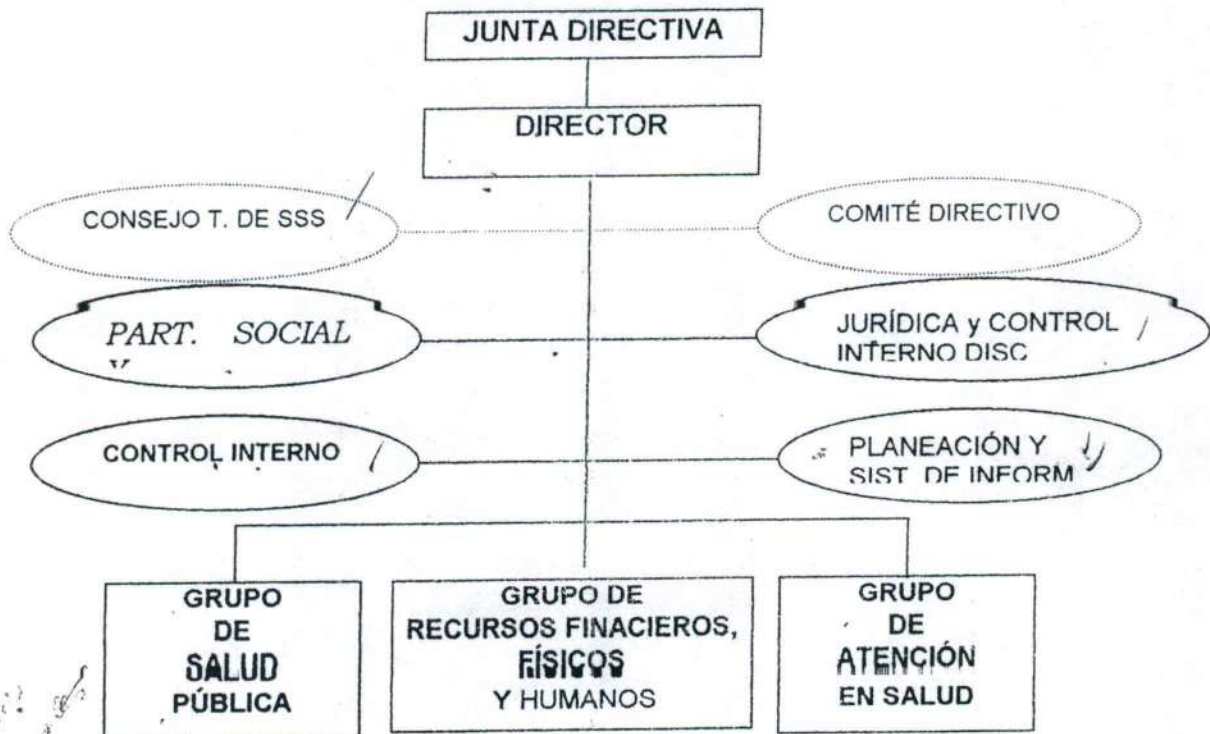 JUNTA DIRECTIVA
DIRECTOR
CONSEJO T. DE SSS
COMITÉ DIRECTIVO
PART. SOCIAL
Y
JURÍDICA y CONTROL
INTERNO DISC
CONTROL INTERNO
PLANEACIÓN Y
SIST. DE INFORM
GRUPO
DE
SALUD
PÚBLICA
GRUPO DE
RECURSOS FINACIEROS,
FÍSICOS
Y HUMANOS
GRUPO
DE
ATENCIÓN
EN SALUD